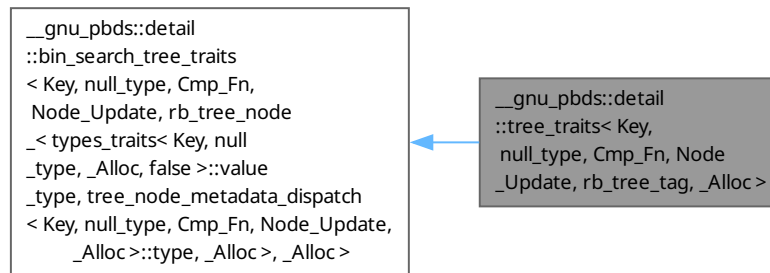 __gnu_pbds::detail
::bin_search_tree_traits
< Key, null_type, Cmp_Fn,
Node_Update, rb_tree_node
_< types_traits< Key, null
_type, _Alloc, false >::value
_type, tree_node_metadata_dispatch
< Key, null_type, Cmp_Fn, Node_Update,
_Alloc >::type, _Alloc >, _Alloc >
__gnu_pbds::detail
::tree_traits< Key,
null_type, Cmp_Fn, Node
_Update, rb_tree_tag, _Alloc >